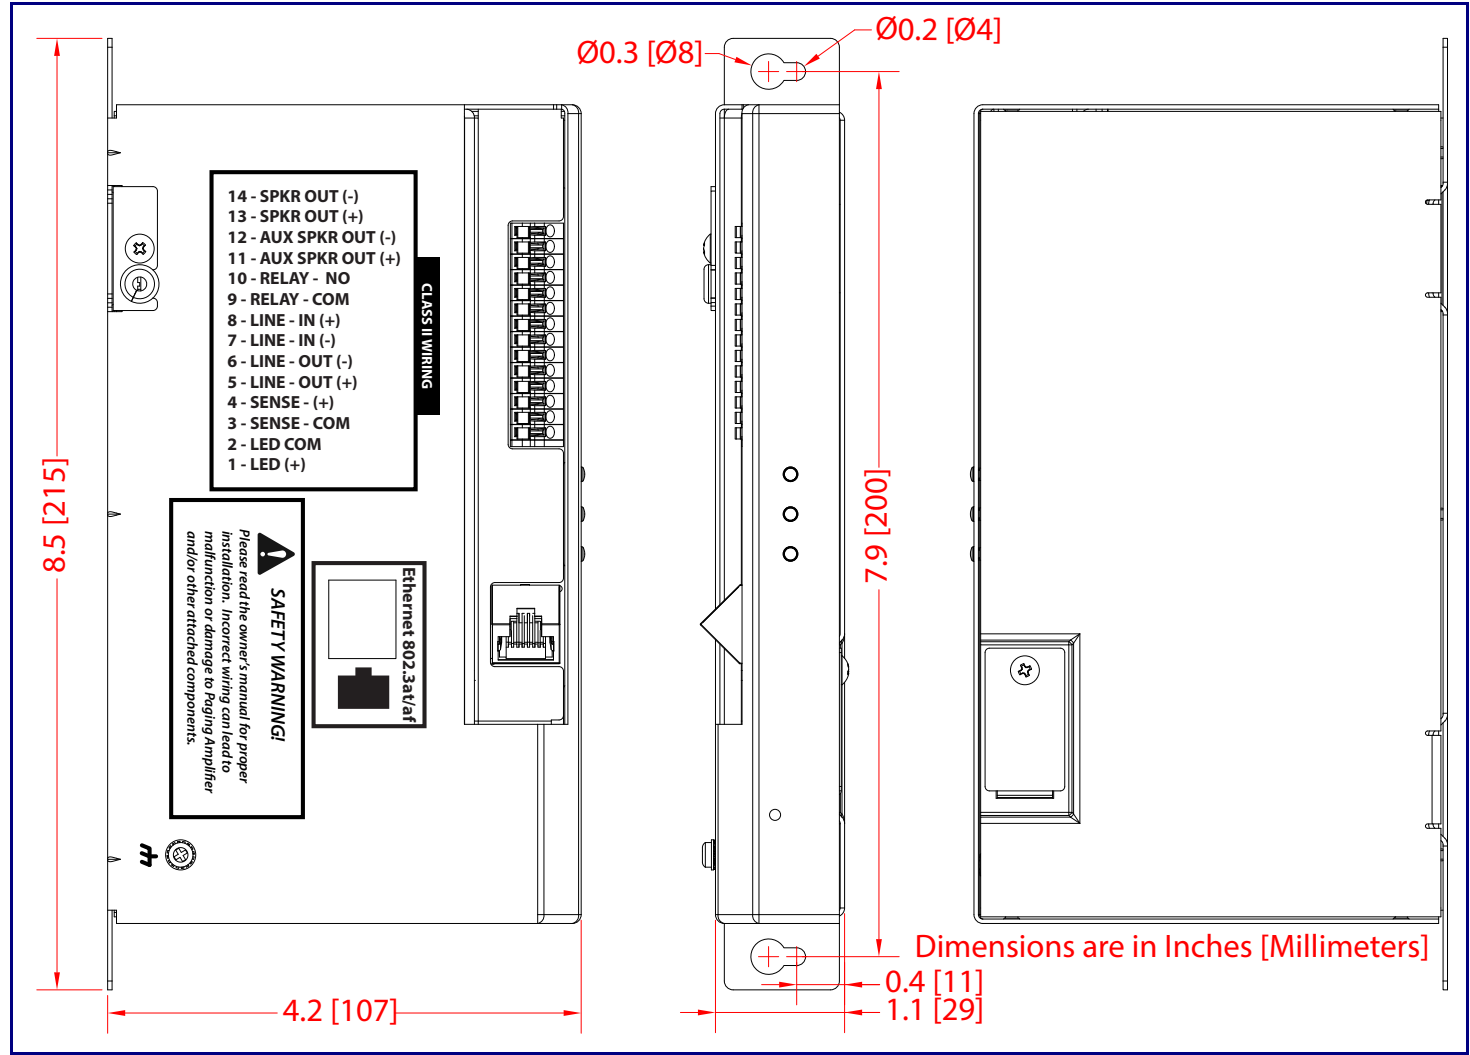 Ø0.3 [Ø8]
Ø0.2 [Ø4]
14 - SPKR OUT (-)
13 - SPKR OUT (+)
12 - AUX SPKR OUT (-)
11 - AUX SPKR OUT (+)
10 - RELAY - NO
9 - RELAY - COM
8 - LINE - IN (+)
7 - LINE - IN (-)
6 - LINE - OUT (-)
5 - LINE - OUT (+)
4 - SENSE - (+)
3 - SENSE - COM
2 - LED COM
1 - LED (+)
CLASS II WIRING
8.5 [215]
7.9 [200]
SAFETY WARNING!
Please read the owner's manual for proper
installation. Incorrect wiring can lead to
malfunction or damage to Paging Amplifier
and/or other attached components.
Ethernet 802.3at/af
Dimensions are in Inches [Millimeters]
0.4 [11]
1.1 [29]
4.2 [107]